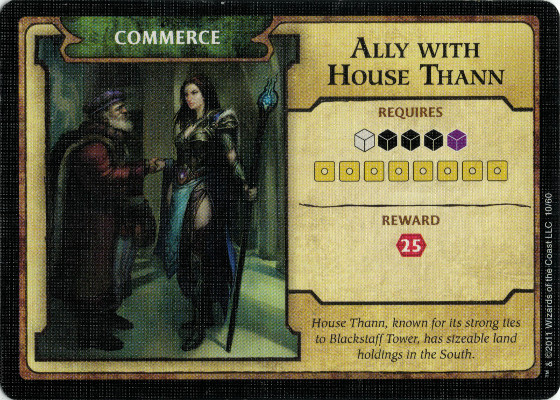 COMMERCE
ALLY WITH
HOUSE THANN
REQUIRES
REWARD
25
House Thann, known for its strong ties
to Blackstaff Tower, has sizeable land
holdings in the South.
™ & ©2011 Wizards of the Coast LLC 10/60